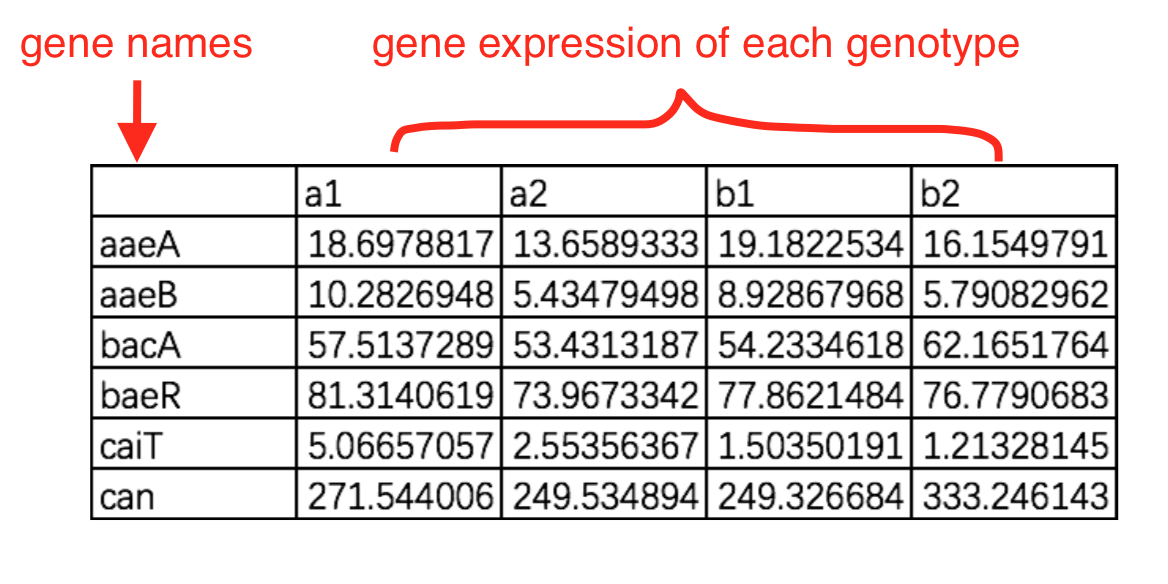 gene names gene expression of each genotype
a1 a2 b1 b2
aaeA 18.6978817 13.6589333 19.1822534 16.1549791
aaeB 10.2826948 5.43479498 8.92867968 5.79082962
bacA 57.5137289 53.4313187 54.2334618 62.1651764
baeR 81.3140619 73.9673342 77.8621484 76.7790683
caiT 5.06657057 2.55356367 1.50350191 1.21328145
can 271.544006 249.534894 249.326684 333.246143